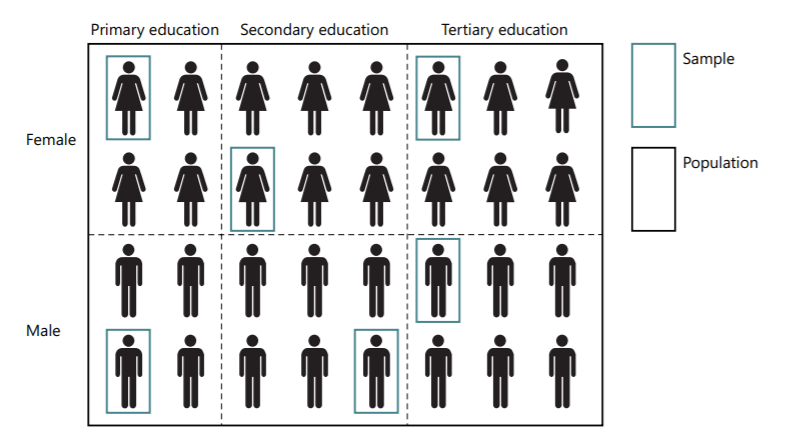 Primary education
Secondary education
Tertiary education
Sample
Female
Population
Male